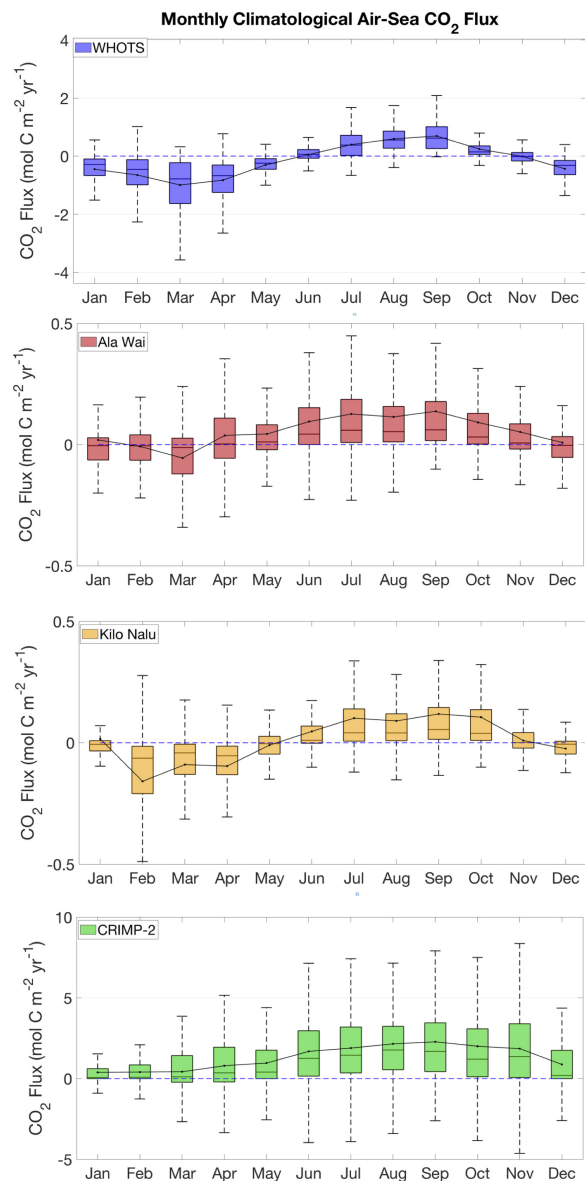 Monthly Climatological Air-Sea CO₂ Flux
WHOTS
CO₂ Flux (mol C m⁻² yr⁻¹)
4
2
0
-2
-4
Jan Feb Mar Apr May Jun Jul Aug Sep Oct Nov Dec
Ala Wai
CO₂ Flux (mol C m⁻² yr⁻¹)
0.5
0
-0.5
Jan Feb Mar Apr May Jun Jul Aug Sep Oct Nov Dec
Kilo Nalu
CO₂ Flux (mol C m⁻² yr⁻¹)
0.5
0
-0.5
Jan Feb Mar Apr May Jun Jul Aug Sep Oct Nov Dec
CRIMP-2
CO₂ Flux (mol C m⁻² yr⁻¹)
10
5
0
-5
Jan Feb Mar Apr May Jun Jul Aug Sep Oct Nov Dec